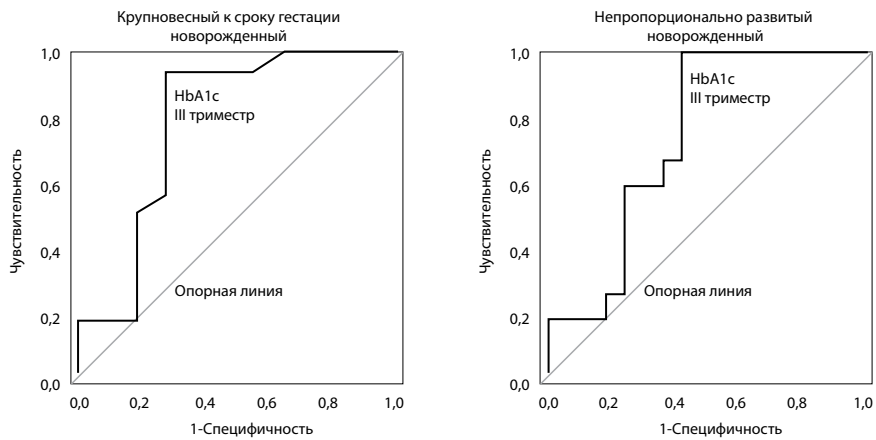 Крупновесный к сроку гестации
новорожденный
1,0
0,8
0,6
0,4
0,2
0,0
Чувствительность
HbA1c
III триместр
Опорная линия
0,0 0,2 0,4 0,6 0,8 1,0
1-Специфичность
Непропорционально развитый
новорожденный
1,0
0,8
0,6
0,4
0,2
0,0
Чувствительность
HbA1c
III триместр
Опорная линия
0,0 0,2 0,4 0,6 0,8 1,0
1-Специфичность